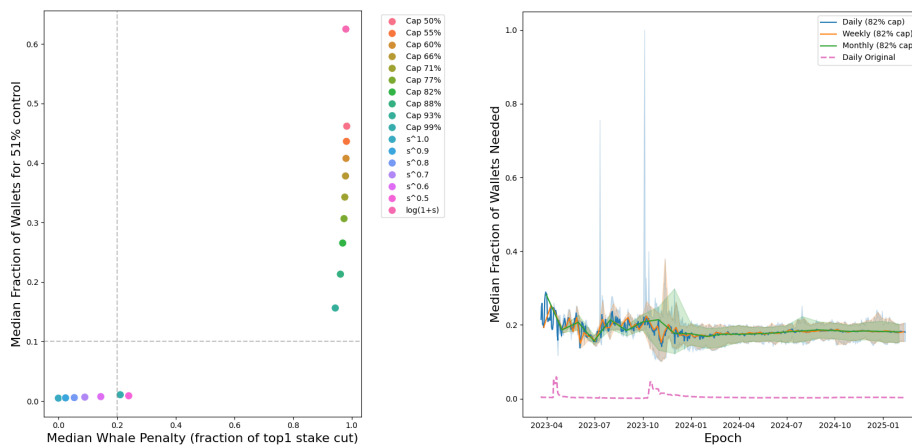 Median Fraction of Wallets for 51% control
0.6
0.5
0.4
0.3
0.2
0.1
0.0
0.0
0.2
0.4
0.6
0.8
1.0
Median Whale Penalty (fraction of top1 stake cut)
Cap 50%
Cap 55%
Cap 60%
Cap 66%
Cap 71%
Cap 77%
Cap 82%
Cap 88%
Cap 93%
Cap 99%
s^1.0
s^0.9
s^0.8
s^0.7
s^0.6
s^0.5
log(1+s)
Median Fraction of Wallets Needed
1.0
0.8
0.6
0.4
0.2
0.0
2023-04
2023-07
2023-10
2024-01
2024-04
2024-07
2024-10
2025-01
Epoch
Daily (82% cap)
Weekly (82% cap)
Monthly (82% cap)
Daily Original